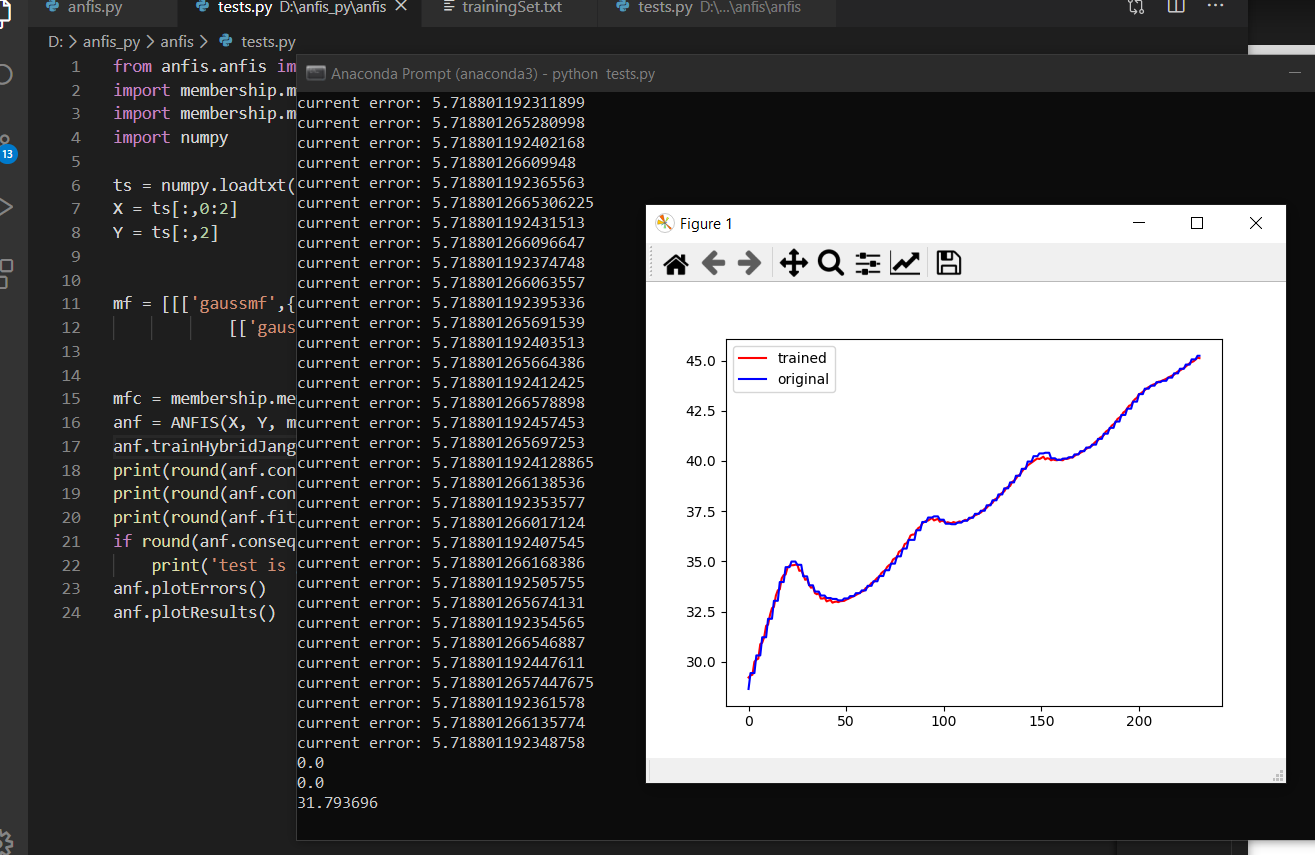 anfis.py
tests.py D:\anfis_py\anfis
trainingSet.txt
tests.py D:\...\anfis\anfis
D: > anfis_py > anfis > tests.py
13
1 from anfis.anfis im
2 import membership.m
3 import membership.m
4 import numpy
5
6 ts = numpy.loadtxt(
7 X = ts[:,0:2]
8 Y = ts[:,2]
9
10
11 mf = [[['gaussmf',{
12 [['gaus
13
14
15 mfc = membership.me
16 anf = ANFIS(X, Y, m
17 anf.trainHybridJang
18 print(round(anf.con
19 print(round(anf.con
20 print(round(anf.fit
21 if round(anf.conseq
22 print('test is
23 anf.plotErrors()
24 anf.plotResults()
Anaconda Prompt (anaconda3) - python tests.py
current error: 5.718801192311899
current error: 5.718801265280998
current error: 5.718801192402168
current error: 5.71880126609948
current error: 5.718801192365563
current error: 5.7188012665306225
current error: 5.718801192431513
current error: 5.718801266096647
current error: 5.718801192374748
current error: 5.718801266063557
current error: 5.718801192395336
current error: 5.718801265691539
current error: 5.718801192403513
current error: 5.718801265664386
current error: 5.718801192412425
current error: 5.718801266578898
current error: 5.718801192457453
current error: 5.718801265697253
current error: 5.7188011924128865
current error: 5.718801266138536
current error: 5.718801192353577
current error: 5.718801266017124
current error: 5.718801192407545
current error: 5.718801266168386
current error: 5.718801192505755
current error: 5.718801265674131
current error: 5.718801192354565
current error: 5.718801266546887
current error: 5.718801192447611
current error: 5.7188012657447675
current error: 5.718801192361578
current error: 5.718801266135774
current error: 5.718801192348758
0.0
0.0
31.793696
Figure 1
trained
original
45.0
42.5
40.0
37.5
35.0
32.5
30.0
0 50 100 150 200